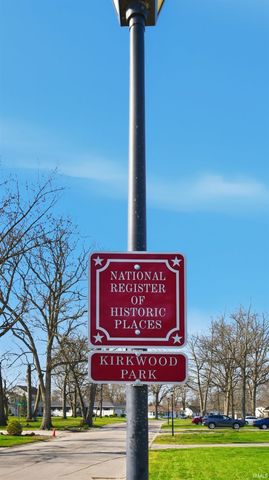 NATIONAL
REGISTER
OF
HISTORIC
PLACES
KIRKWOOD
PARK